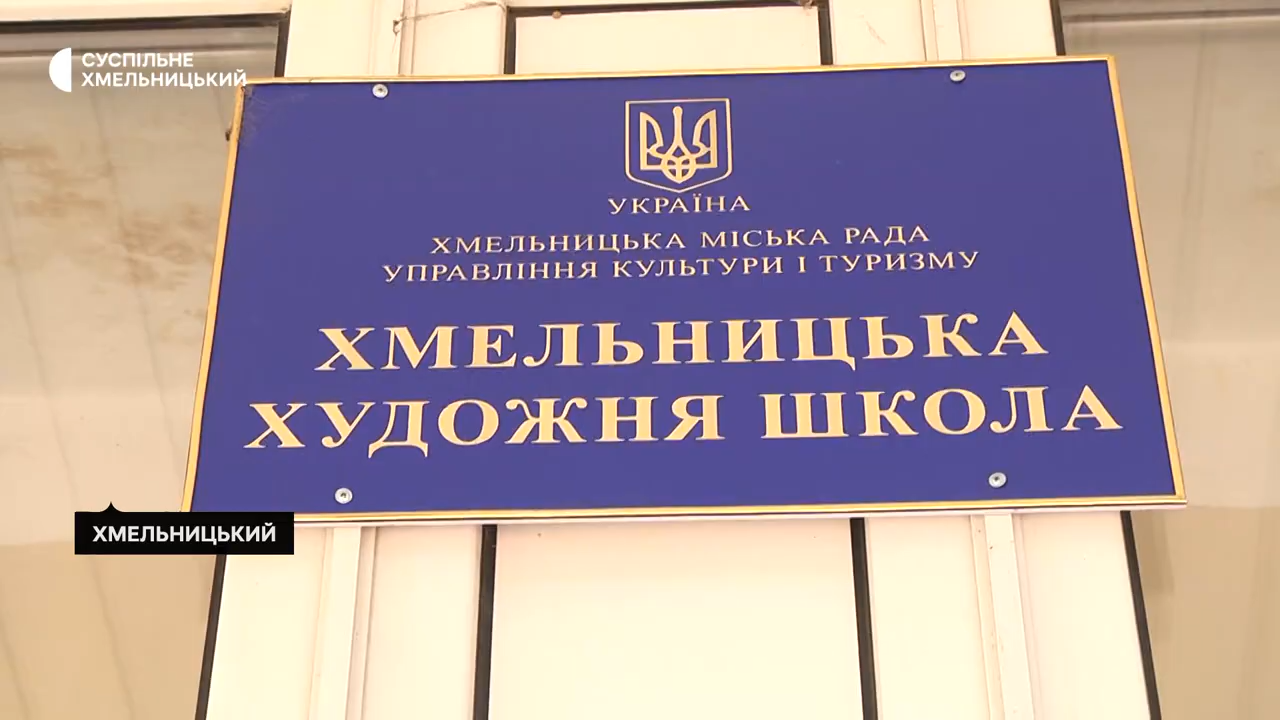 СУСПІЛЬНЕ
ХМЕЛЬНИЦЬКИЙ
УКРАЇНА
ХМЕЛЬНИЦЬКА МІСЬКА РАДА
УПРАВЛІННЯ КУЛЬТУРИ І ТУРИЗМУ
ХМЕЛЬНИЦЬКА
ХУДОЖНЯ ШКОЛА
ХМЕЛЬНИЦЬКИЙ